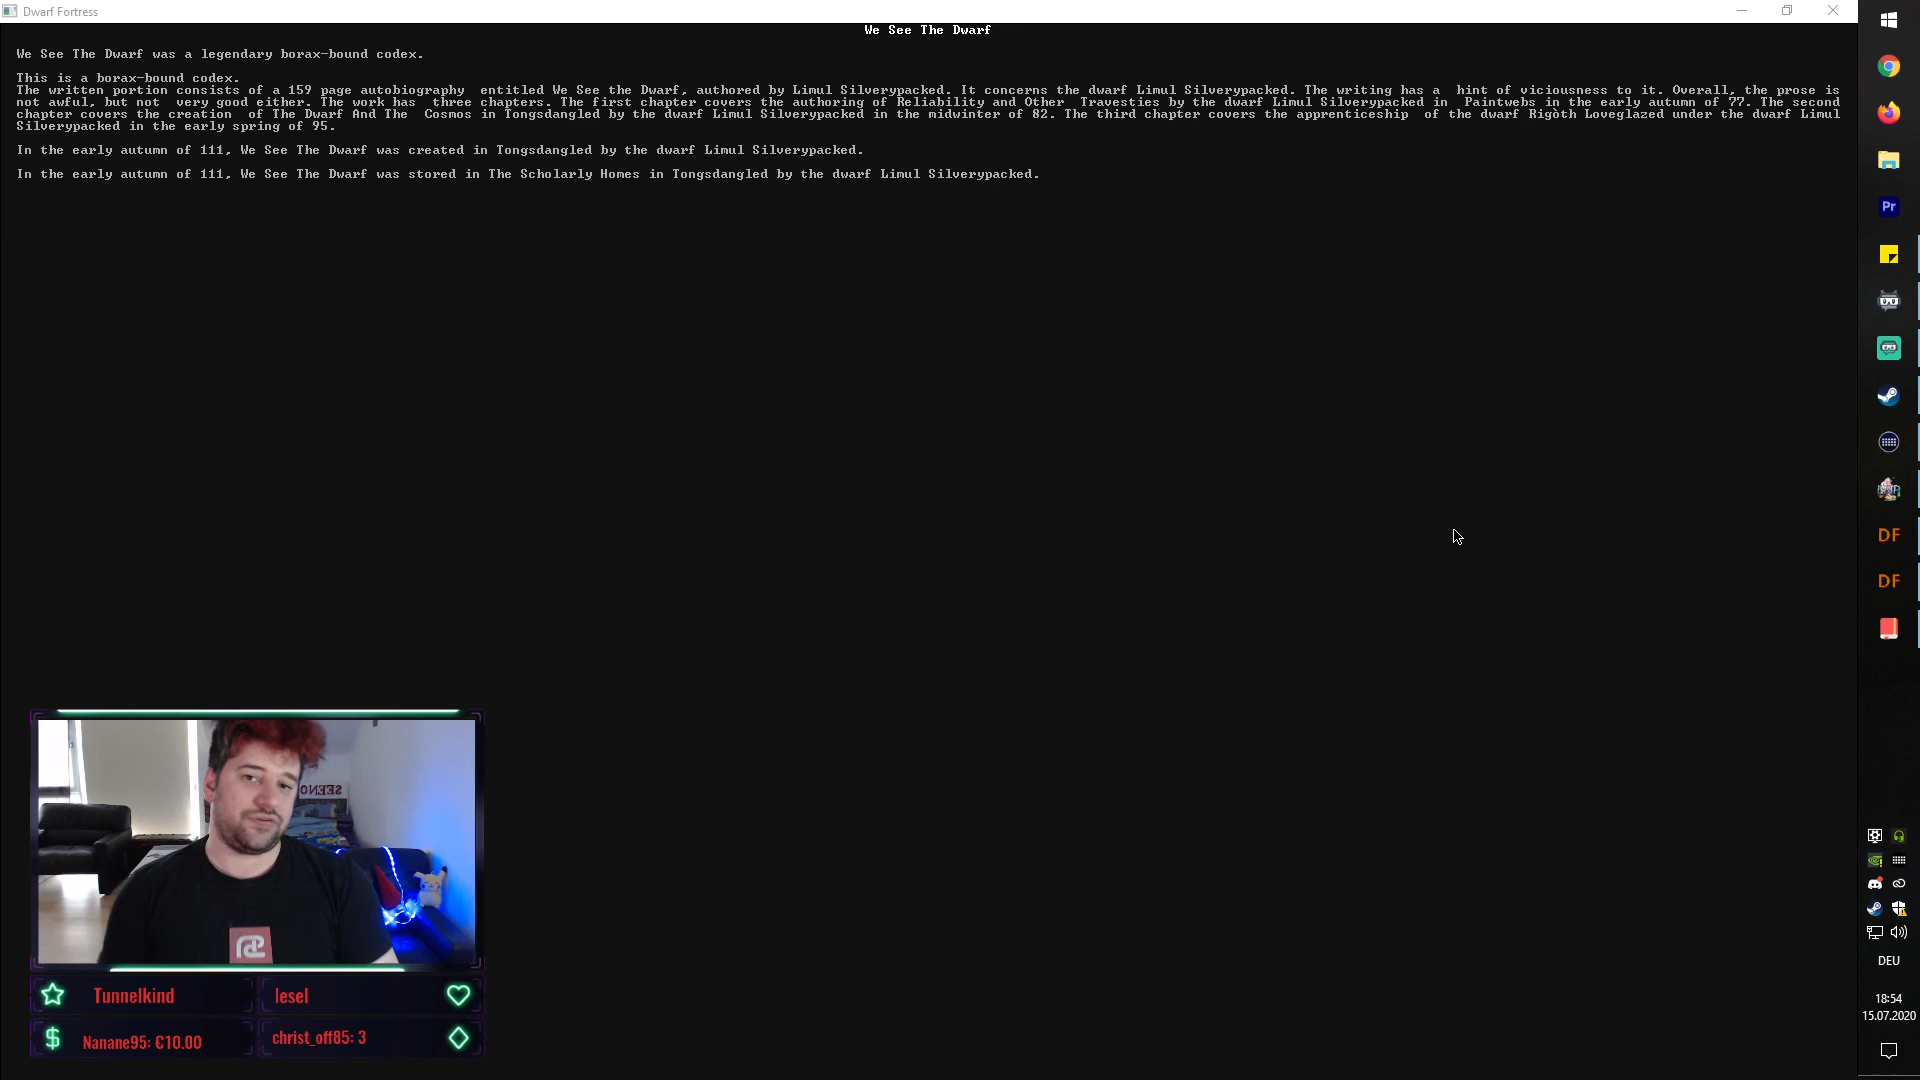 Dwarf Fortress
We See The Dwarf
We See The Dwarf was a legendary borax-bound codex.
This is a borax-bound codex.
The written portion consists of a 159 page autobiography  entitled We See the Dwarf, authored by Limul Silverypacked. It concerns the dwarf Limul Silverypacked. The writing has a  hint of viciousness to it. Overall, the prose is
not awful, but not  very good either. The work has  three chapters. The first chapter covers the authoring of Reliability and Other  Travesties by the dwarf Limul Silverypacked in  Paintwebs in the early autumn of 77. The second
chapter covers the creation  of The Dwarf And The  Cosmos in Tongsdangled by the dwarf Limul Silverypacked in the midwinter of 82. The third chapter covers the apprenticeship  of the dwarf Rigòth Loveglazed under the dwarf Limul
Silverypacked in the early spring of 95.
In the early autumn of 111, We See The Dwarf was created in Tongsdangled by the dwarf Limul Silverypacked.
In the early autumn of 111, We See The Dwarf was stored in The Scholarly Homes in Tongsdangled by the dwarf Limul Silverypacked.
Pr
DF
DF
Tunnelkind
lesel
$
Nanane95: €10.00
christ_off85: 3
DEU
18:54
15.07.2020